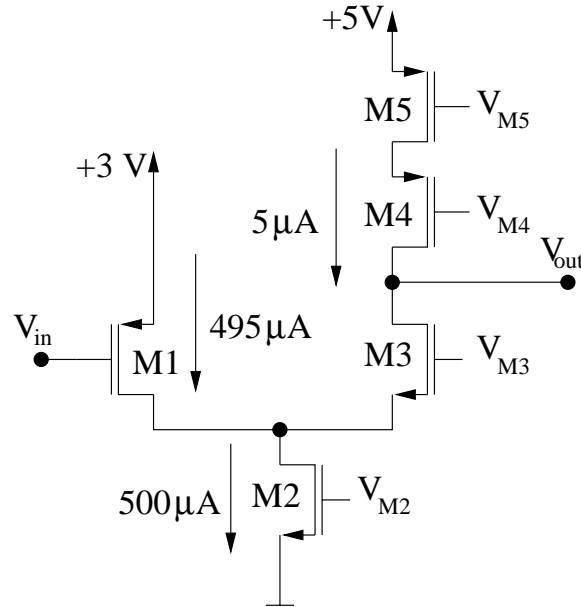 +5V
M5
V_M5
+3 V
M4
V_M4
5μA
V_out
V_in
495μA
M1
M3
V_M3
500μA
M2
V_M2